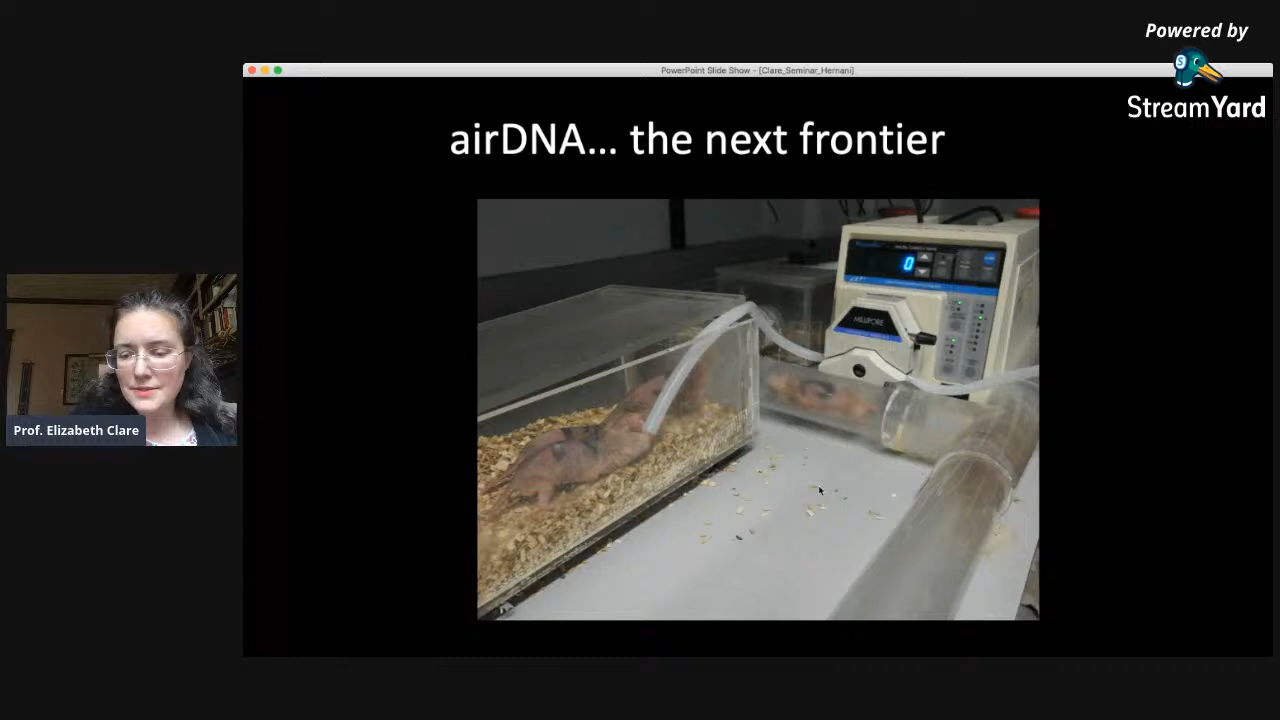 Powered by
StreamYard
PowerPoint Slide Show - [Clare_Seminar_Hernani]
airDNA... the next frontier
0
MILLIPORE
Prof. Elizabeth Clare